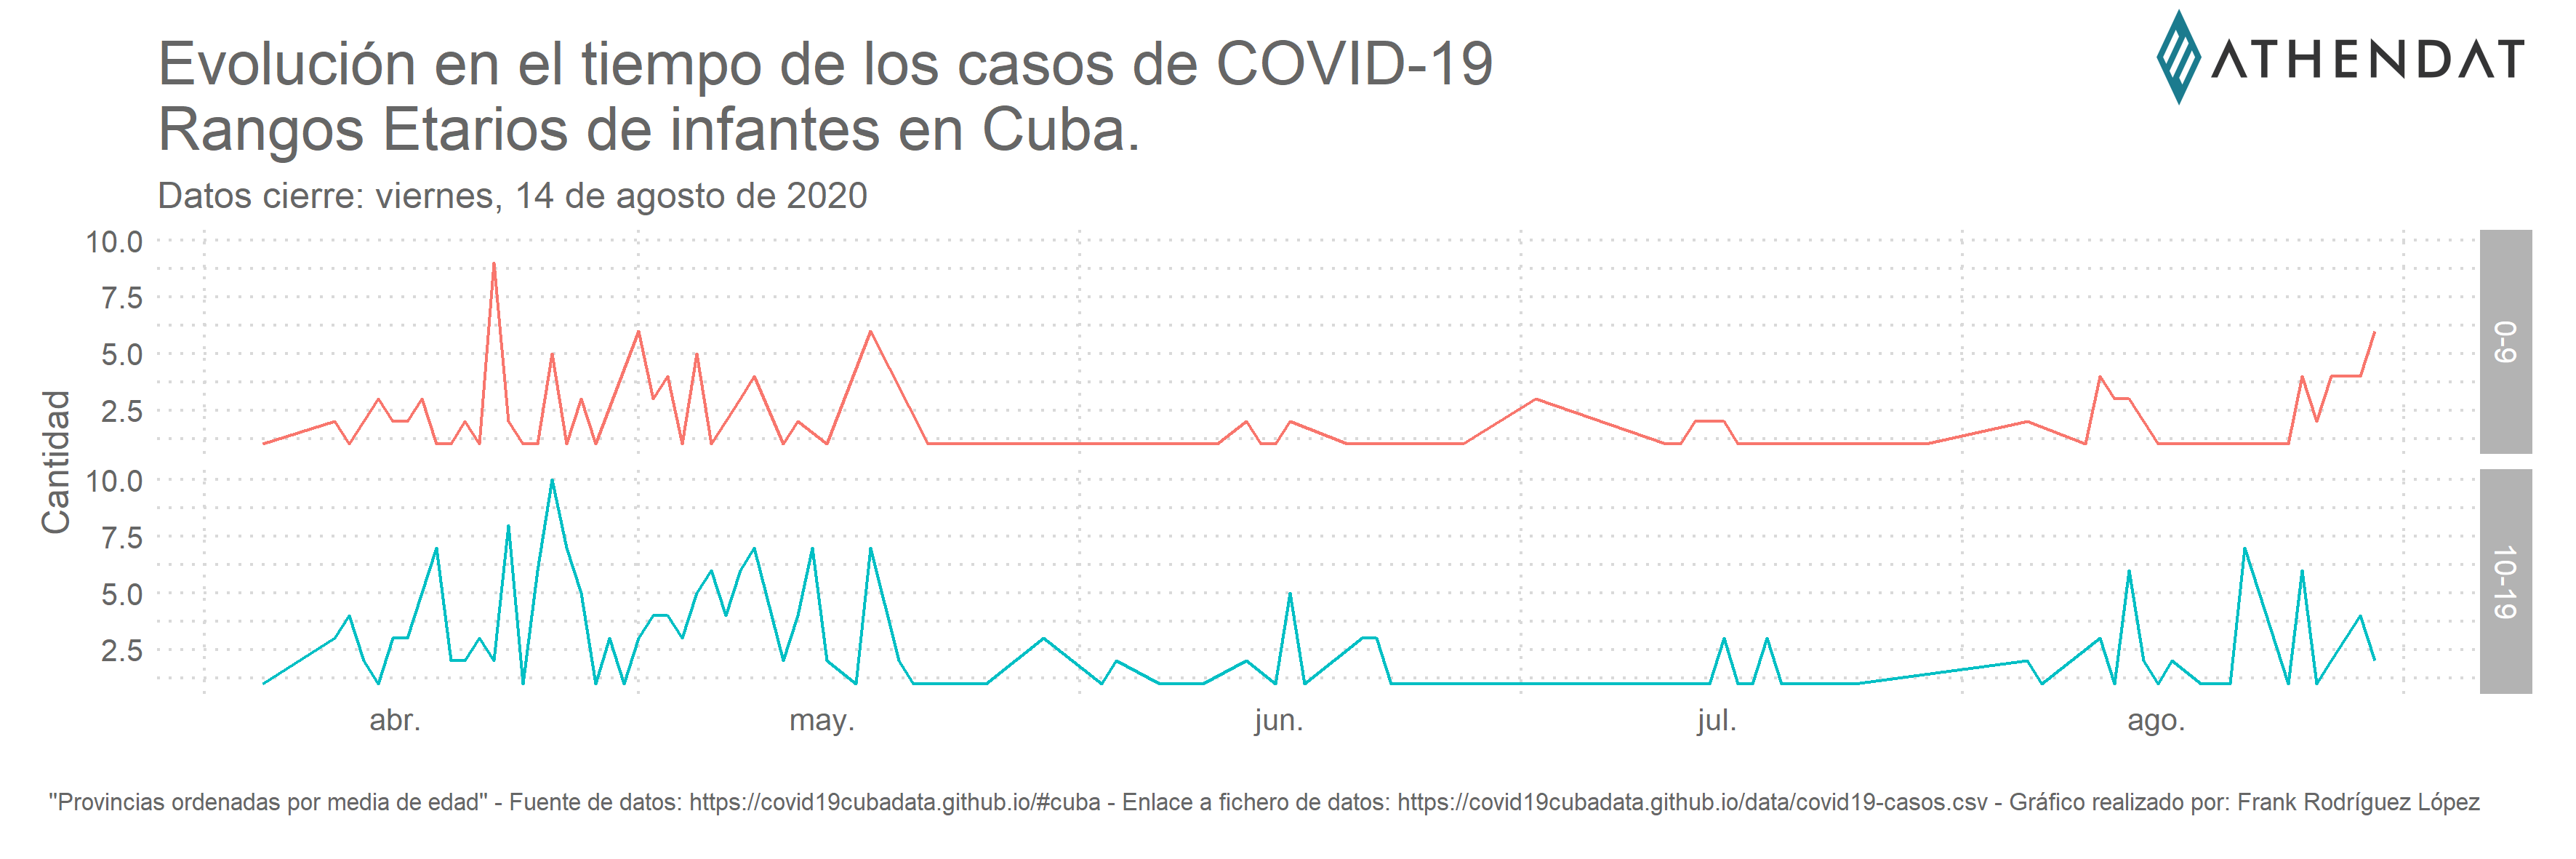 ATHENDAT
Evolución en el tiempo de los casos de COVID-19
Rangos Etarios de infantes en Cuba.
Datos cierre: viernes, 14 de agosto de 2020
Cantidad
10.0
7.5
5.0
2.5
0-9
10.0
7.5
5.0
2.5
10-19
abr. may. jun. jul. ago.
"Provincias ordenadas por media de edad" - Fuente de datos: https://covid19cubadata.github.io/#cuba - Enlace a fichero de datos: https://covid19cubadata.github.io/data/covid19-casos.csv - Gráfico realizado por: Frank Rodríguez López